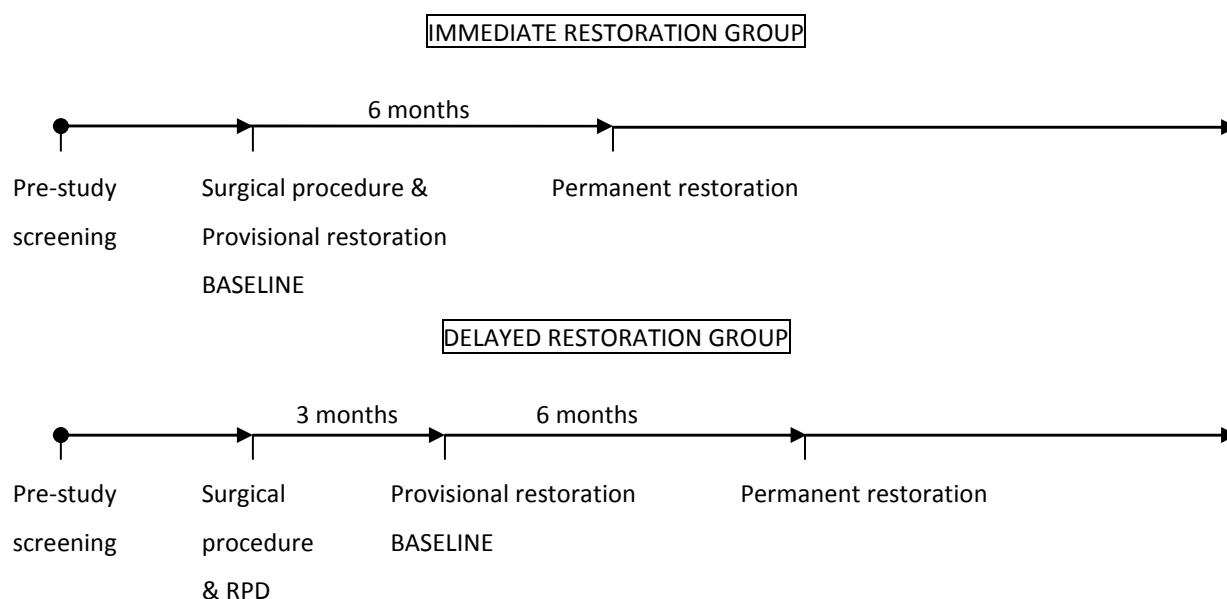 IMMEDIATE RESTORATION GROUP
6 months
Pre-study Surgical procedure & Permanent restoration
screening Provisional restoration
BASELINE
DELAYED RESTORATION GROUP
3 months 6 months
Pre-study Surgical Provisional restoration Permanent restoration
screening procedure BASELINE
& RPD